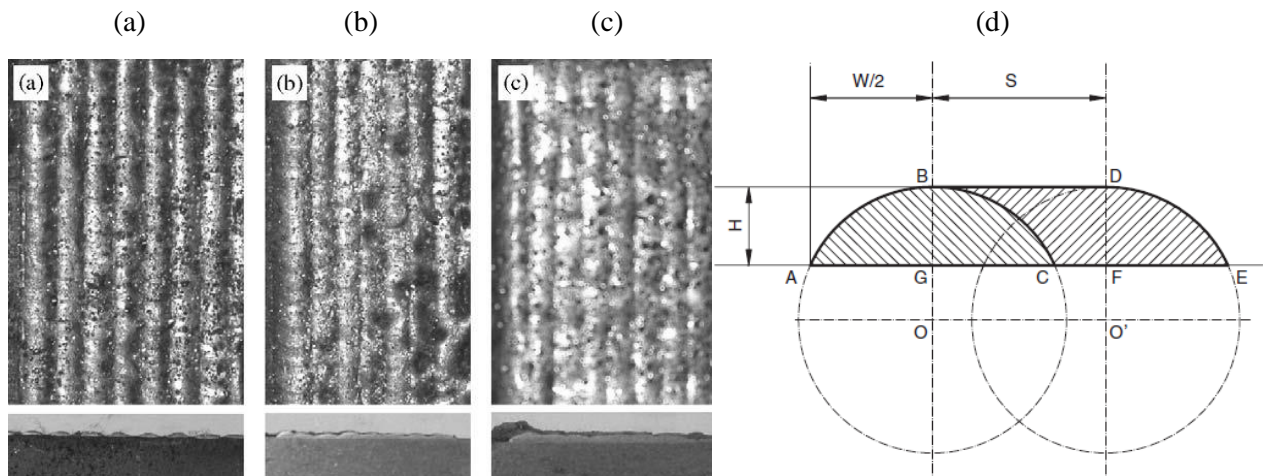 (a) (b) (c) (d)
(a) (b) (c)
W/2 S
B D
H
A G C F E
O O'